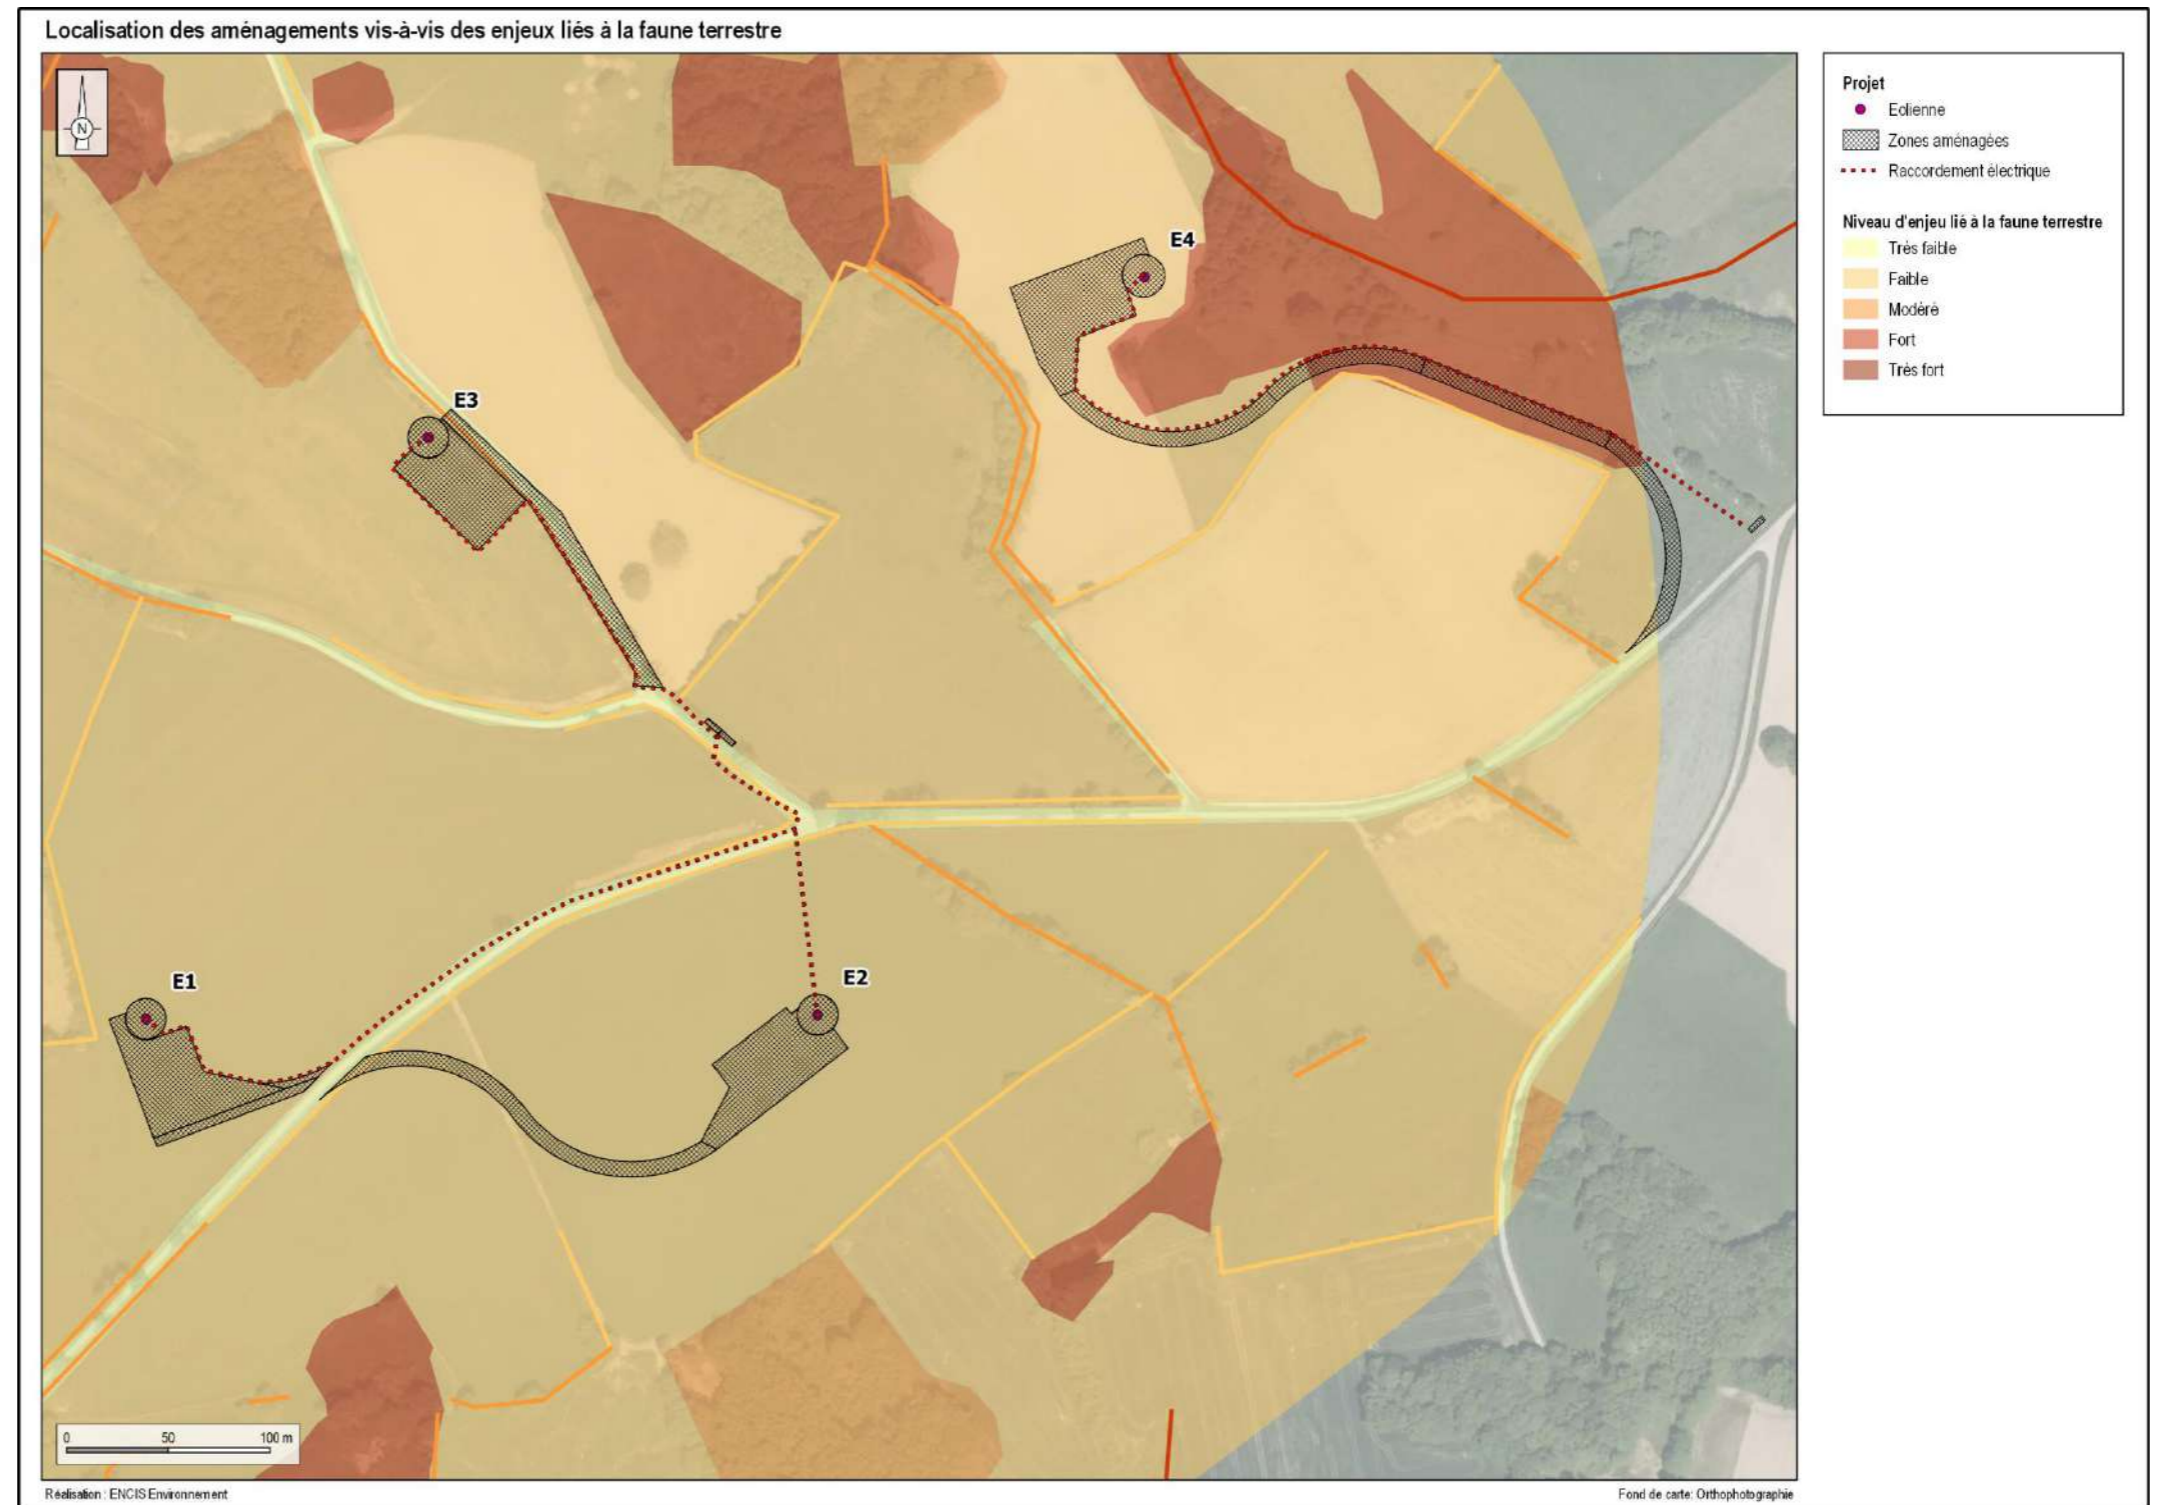 Localisation des aménagements vis-à-vis des enjeux liés à la faune terrestre
N
E4
E3
E1
E2
0 50 100 m
Projet
Eolienne
Zones aménagées
Raccordement électrique
Niveau d'enjeu lié à la faune terrestre
Très faible
Faible
Modéré
Fort
Très fort
Réalisation : ENCIS Environnement
Fond de carte: Orthophotographie